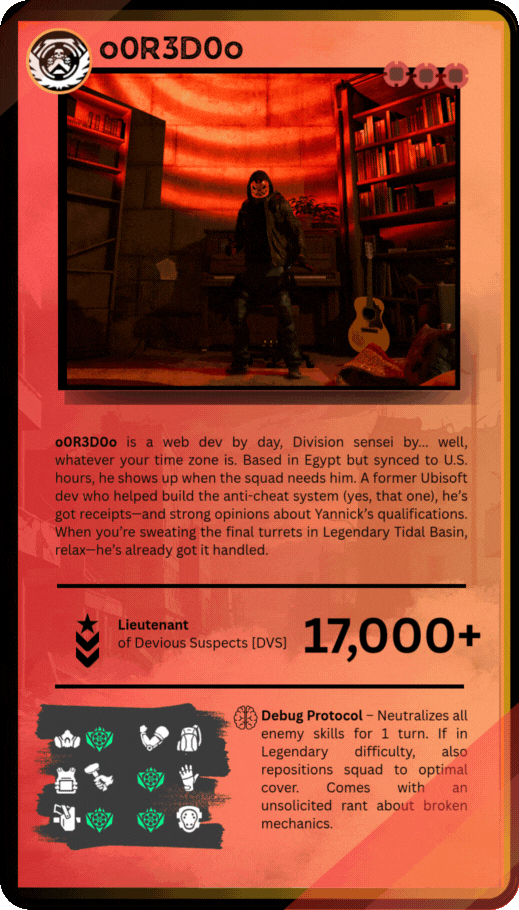 o0R3D0o
o0R3D0o is a web dev by day, Division sensei by... well,
whatever your time zone is. Based in Egypt but synced to U.S.
hours, he shows up when the squad needs him. A former Ubisoft
dev who helped build the anti-cheat system (yes, that one), he's
got receipts—and strong opinions about Yannick's qualifications.
When you're sweating the final turrets in Legendary Tidal Basin,
relax—he's already got it handled.
Lieutenant
of Devious Suspects [DVS]
17,000+
Debug Protocol – Neutralizes all
enemy skills for 1 turn. If in
Legendary difficulty, also
repositions squad to optimal
cover. Comes with an
unsolicited rant about broken
mechanics.